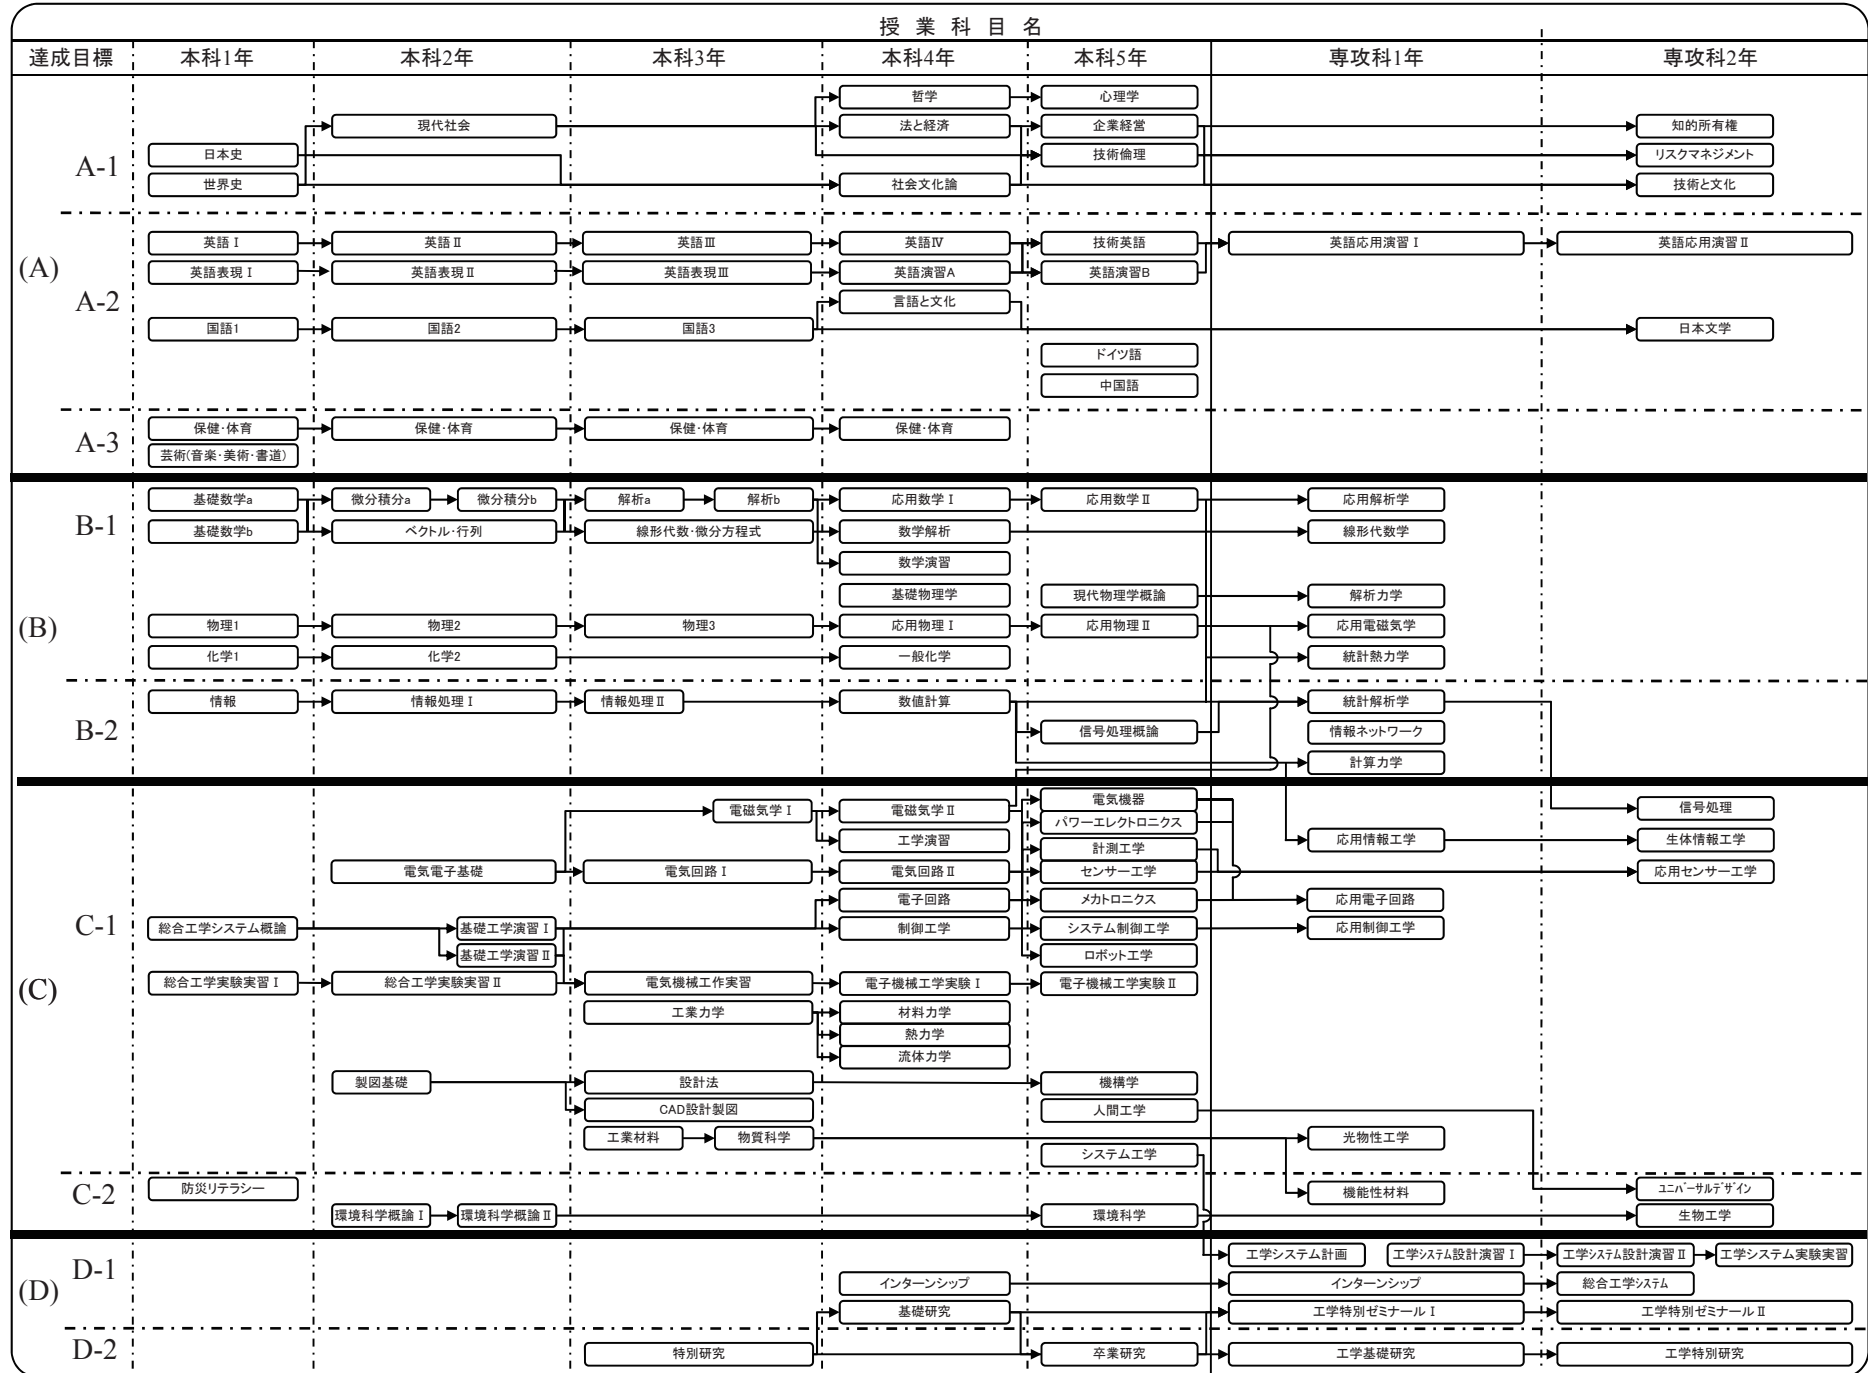 授業科目名
達成目標 本科1年 本科2年 本科3年 本科4年 本科5年 専攻科1年 専攻科2年
哲学 心理学
現代社会 法と経済 企業経営 知的所有権
日本史 技術倫理 リスクマネジメント
A-1
世界史 社会文化論 技術と文化
英語Ⅰ 英語Ⅱ 英語Ⅲ 英語Ⅳ 技術英語 英語応用演習Ⅰ 英語応用演習Ⅱ
(A)
英語表現Ⅰ 英語表現Ⅱ 英語表現Ⅲ 英語演習A 英語演習B
A-2 言語と文化
国語1 国語2 国語3 日本文学
ドイツ語
中国語
保健・体育 保健・体育 保健・体育 保健・体育
A-3
芸術(音楽・美術・書道)
基礎数学a 微分積分a 微分積分b 解析a 解析b 応用数学Ⅰ 応用数学Ⅱ 応用解析学
B-1
基礎数学b ベクトル・行列 線形代数・微分方程式 数学解析 線形代数学
数学演習
基礎物理学 現代物理学概論 解析力学
(B) 物理1 物理2 物理3 応用物理Ⅰ 応用物理Ⅱ 応用電磁気学
化学1 化学2 一般化学 統計熱力学
情報 情報処理Ⅰ 情報処理Ⅱ 数値計算 統計解析学
B-2 信号処理概論 情報ネットワーク
計算力学
電気機器
電磁気学Ⅰ 電磁気学Ⅱ 信号処理
パワーエレクトロニクス
工学演習 応用情報工学 生体情報工学
計測工学
電気電子基礎 電気回路Ⅰ 電気回路Ⅱ センサー工学 応用センサー工学
電子回路 メカトロニクス 応用電子回路
C-1 総合工学システム概論 基礎工学演習Ⅰ 制御工学 システム制御工学 応用制御工学
基礎工学演習Ⅱ ロボット工学
(C) 総合工学実験実習Ⅰ 総合工学実験実習Ⅱ 電気機械工作実習 電子機械工学実験Ⅰ 電子機械工学実験Ⅱ
工業力学 材料力学
熱力学
流体力学
製図基礎 設計法 機構学
CAD設計製図 人間工学
工業材料 物質科学 光物性工学
システム工学
C-2 防災リテラシー 機能性材料 ユニバーサルデザイン
環境科学概論Ⅰ 環境科学概論Ⅱ 環境科学 生物工学
工学システム計画 工学システム設計演習Ⅰ 工学システム設計演習Ⅱ 工学システム実験実習
D-1
(D) インターンシップ インターンシップ 総合工学システム
基礎研究 工学特別ゼミナールⅠ 工学特別ゼミナールⅡ
D-2 特別研究 卒業研究 工学基礎研究 工学特別研究